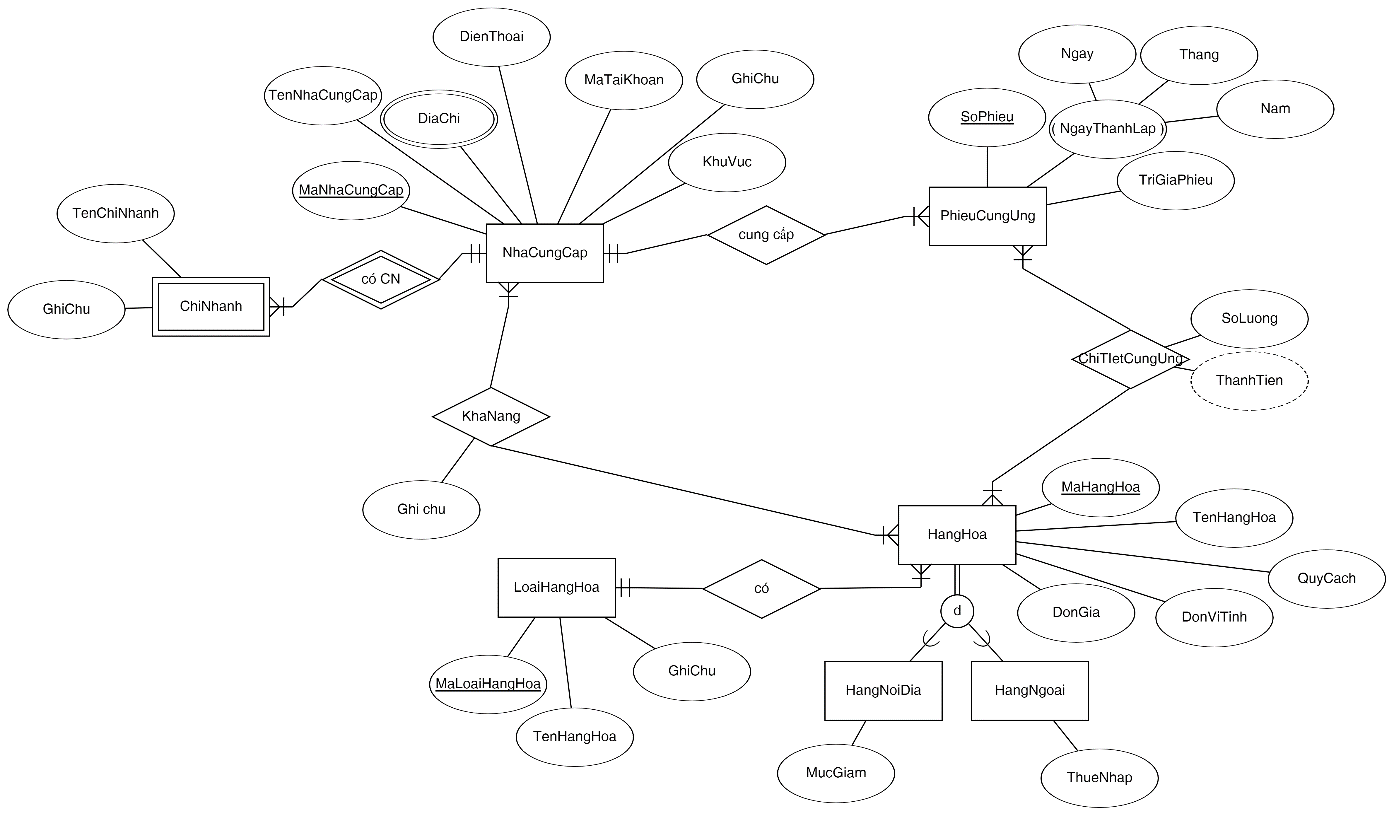 DienThoai
Ngay
Thang
TenNhaCungCap
MaTaiKhoan
GhiChu
DiaChi
SoPhieu
( NgayThanhLap )
Nam
KhuVuc
MaNhaCungCap
TriGiaPhieu
TenChiNhanh
PhieuCungUng
cung cấp
NhaCungCap
có CN
ChiNhanh
GhiChu
SoLuong
ChiTIetCungUng
ThanhTien
KhaNang
MaHangHoa
Ghi chu
TenHangHoa
HangHoa
QuyCach
LoaiHangHoa
có
d
DonGia
DonViTinh
GhiChu
MaLoaiHangHoa
HangNoiDia
HangNgoai
TenHangHoa
MucGiam
ThueNhap